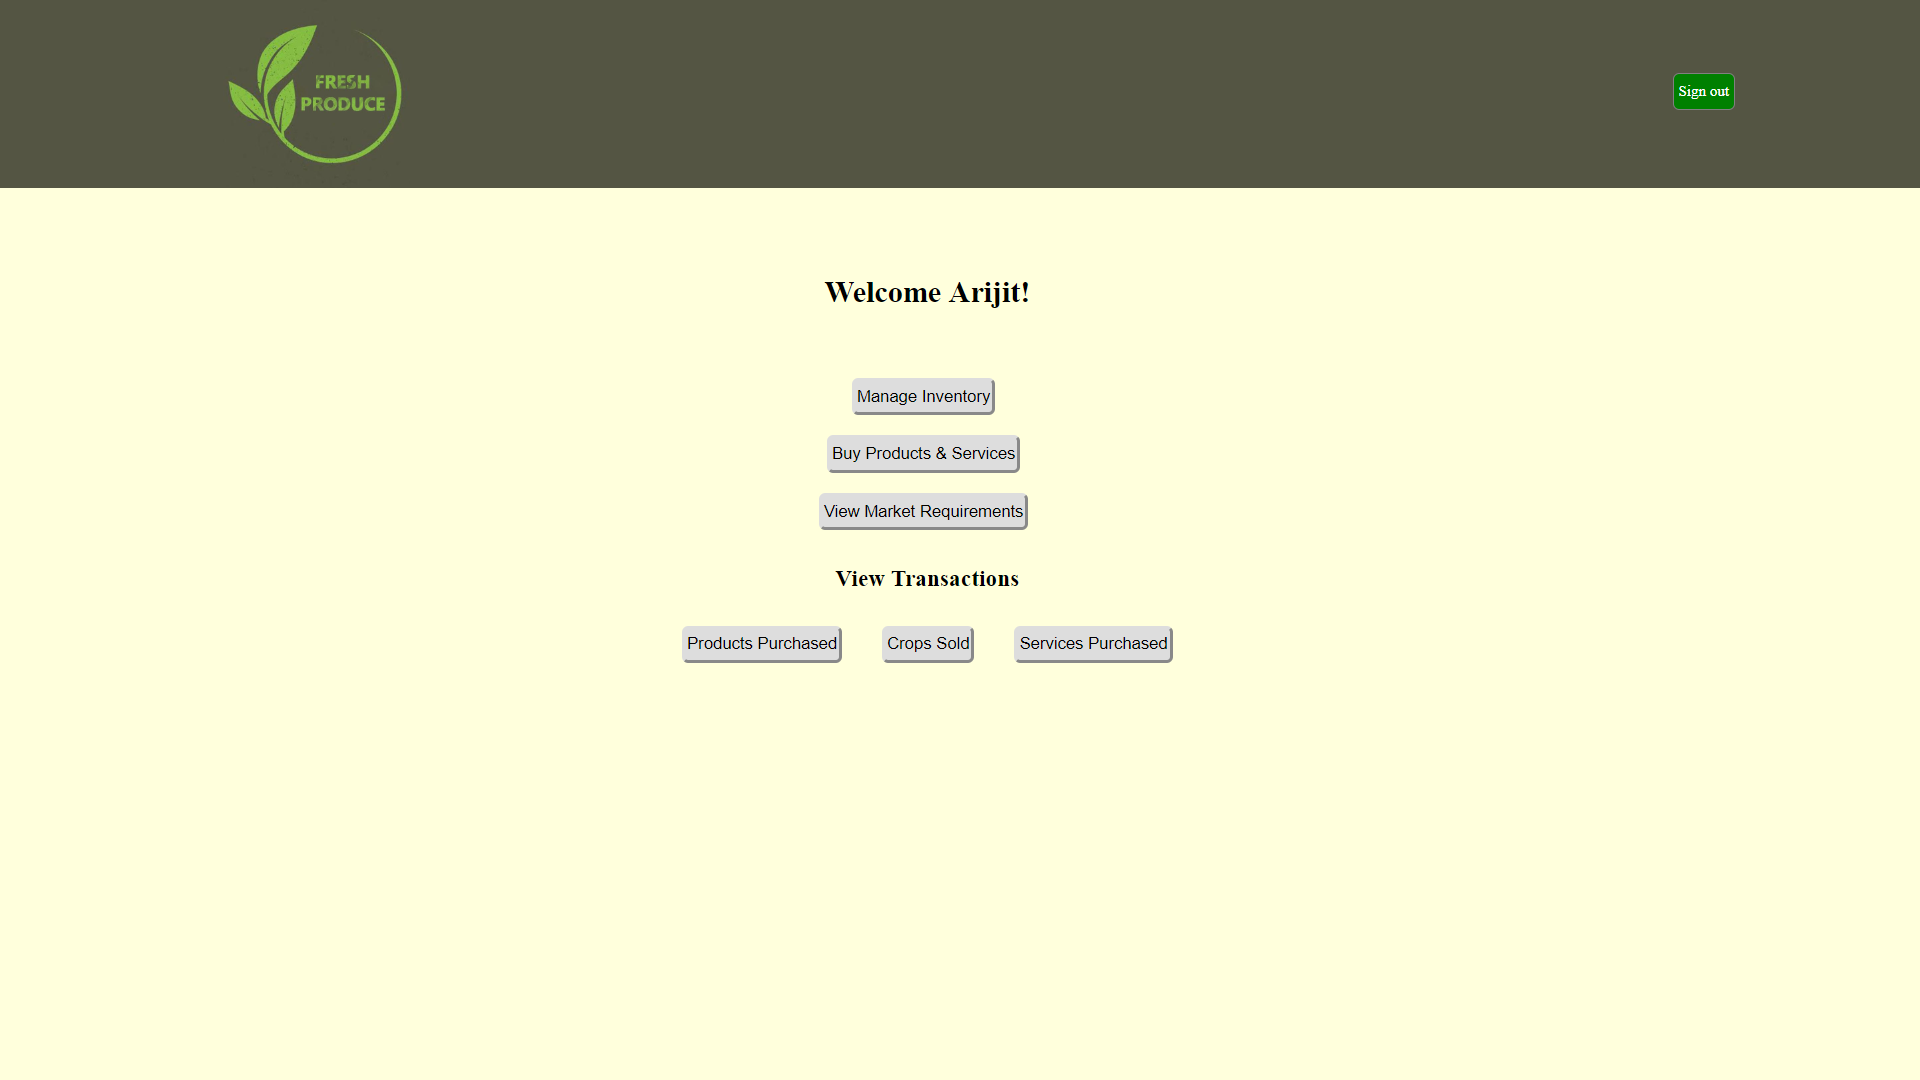 FRESH
PRODUCE
Sign out
Welcome Arijit!
Manage Inventory
Buy Products & Services
View Market Requirements
View Transactions
Products Purchased
Crops Sold
Services Purchased